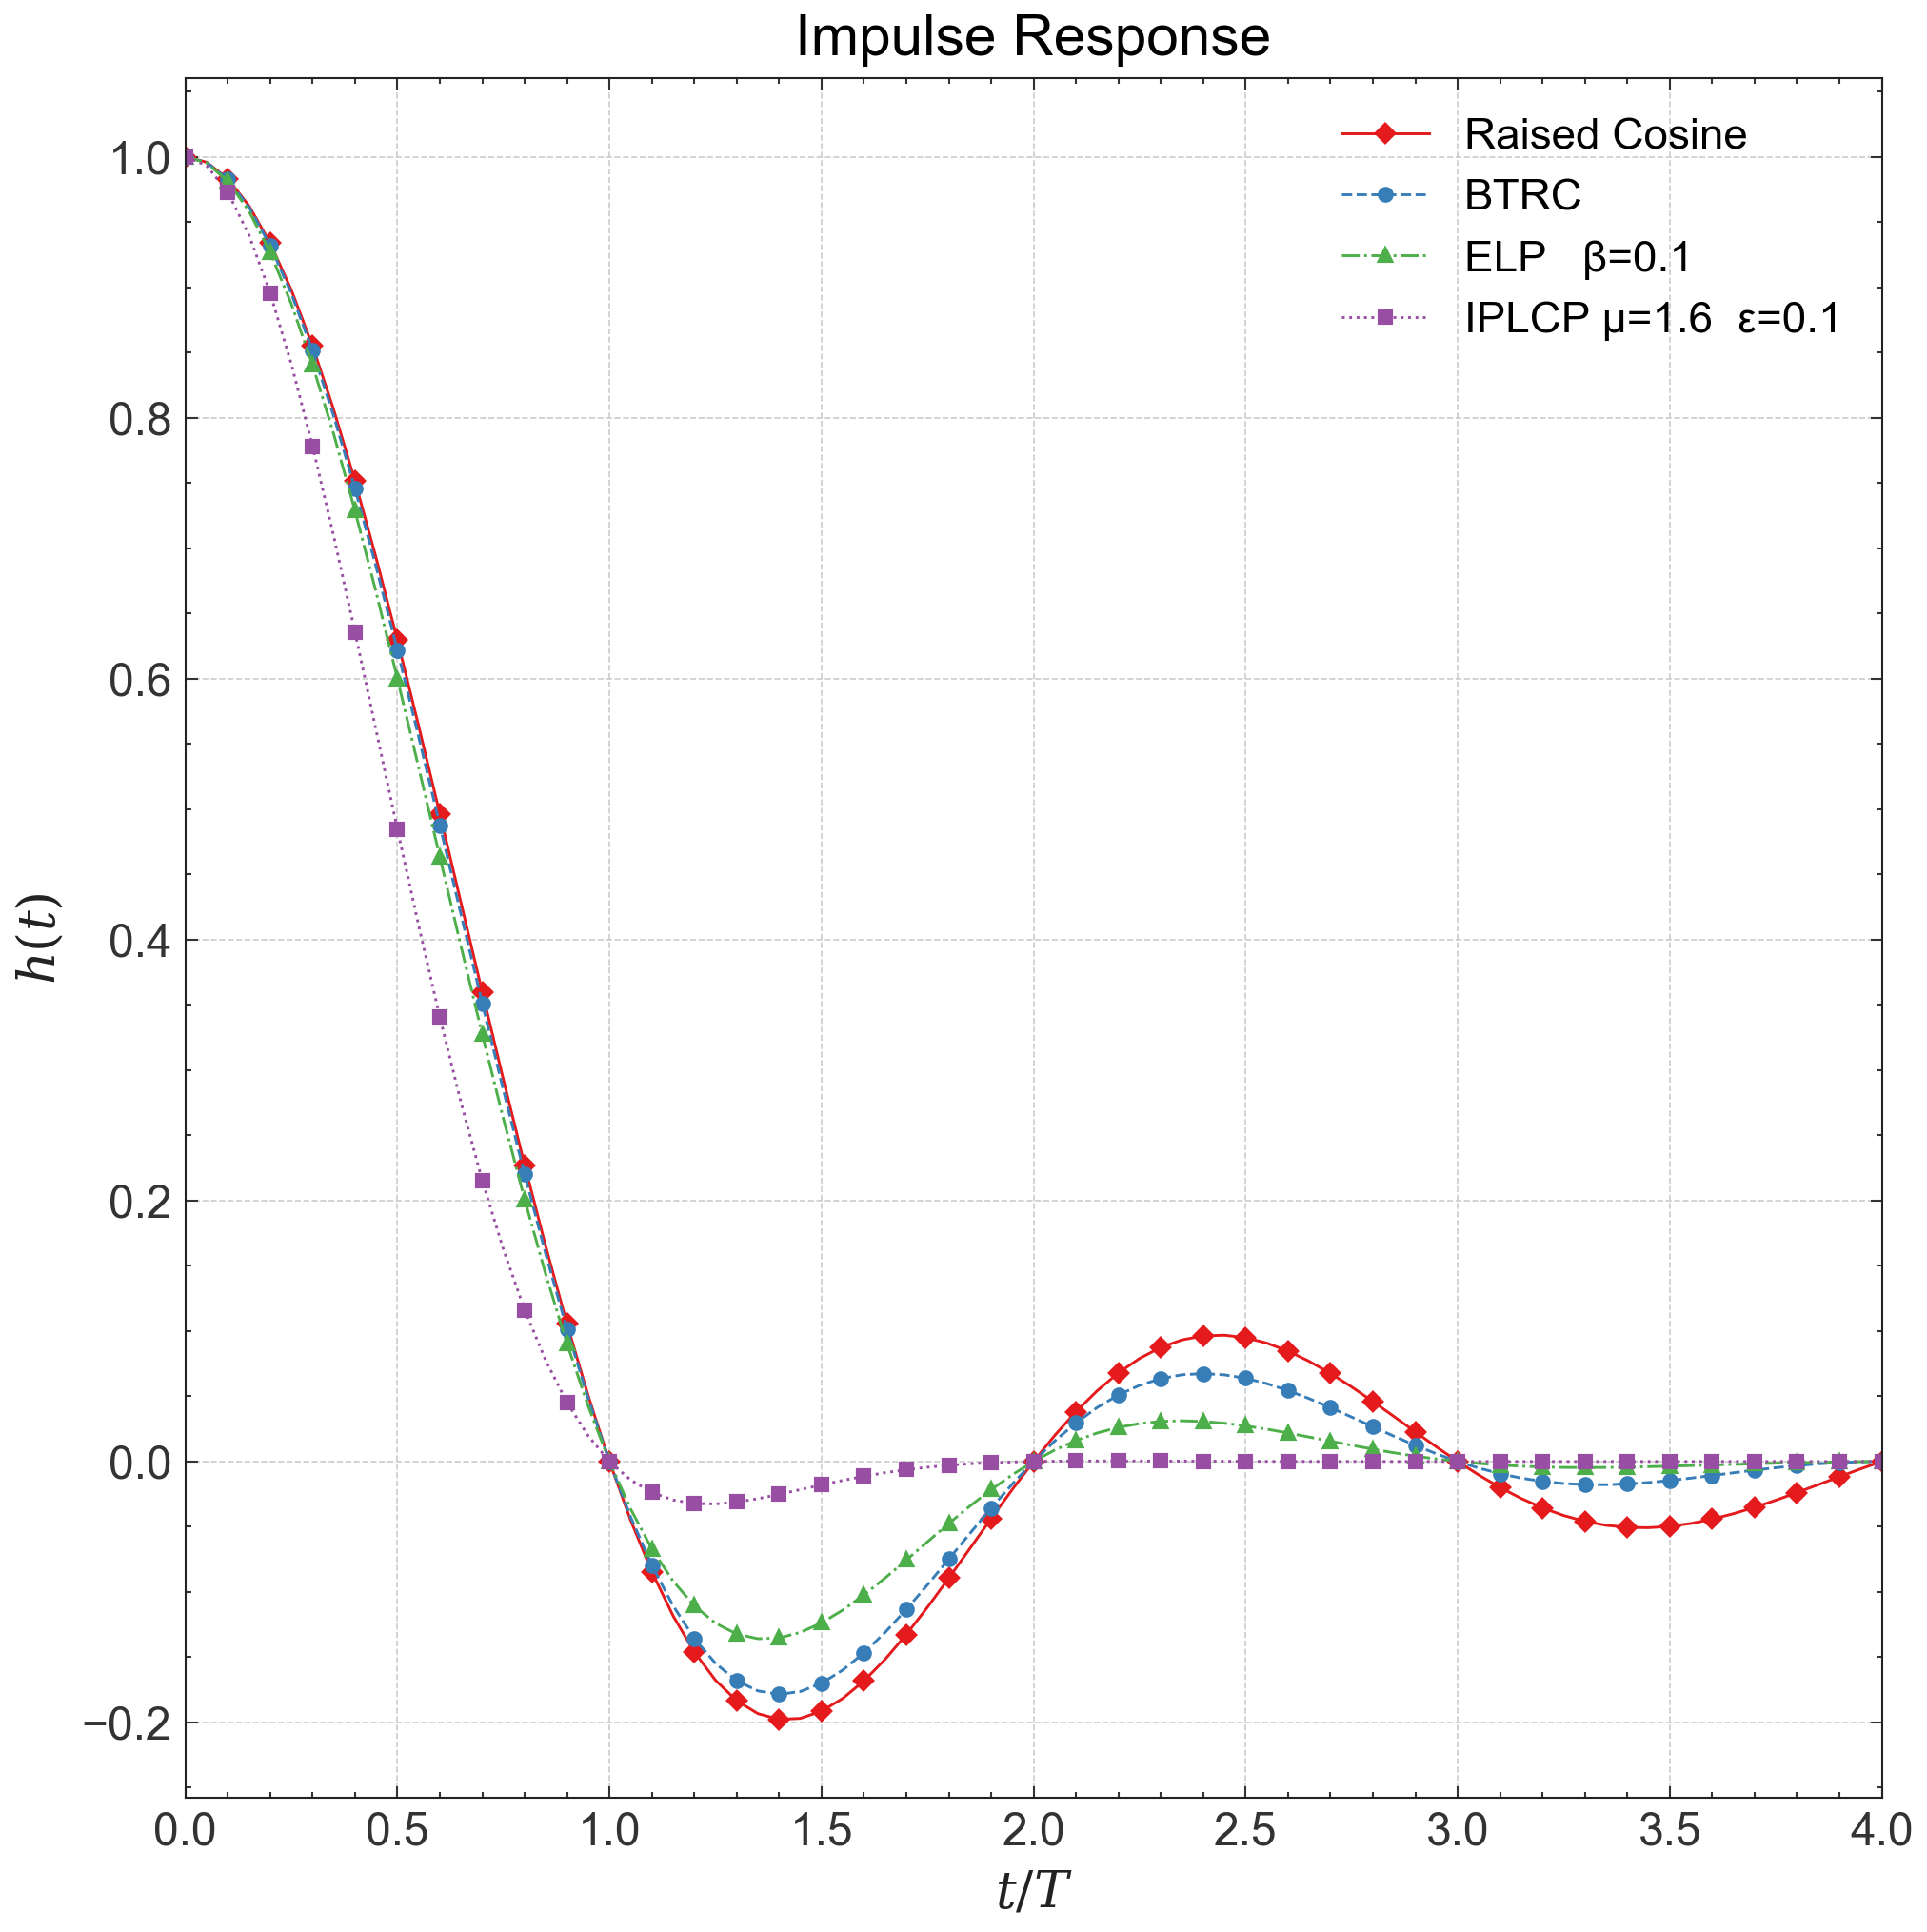 Impulse Response
Raised Cosine
BTRC
ELP   β=0.1
IPLCP μ=1.6  ε=0.1
h(t)
1.0
0.8
0.6
0.4
0.2
0.0
−0.2
0.0 0.5 1.0 1.5 2.0 2.5 3.0 3.5 4.0
t/T